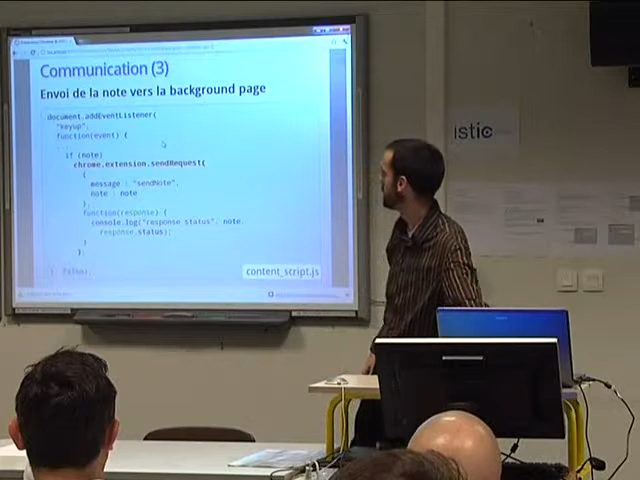 Communication (3)
Envoi de la note vers la background page
document.addEventListener(
"keyup",
function(event) {
...
if (note)
chrome.extension.sendRequest(
{
message : "sendNote",
note : note
},
function(response) {
console.log("response status", note,
response.status);
}
);
}, false);
content_script.js
istic